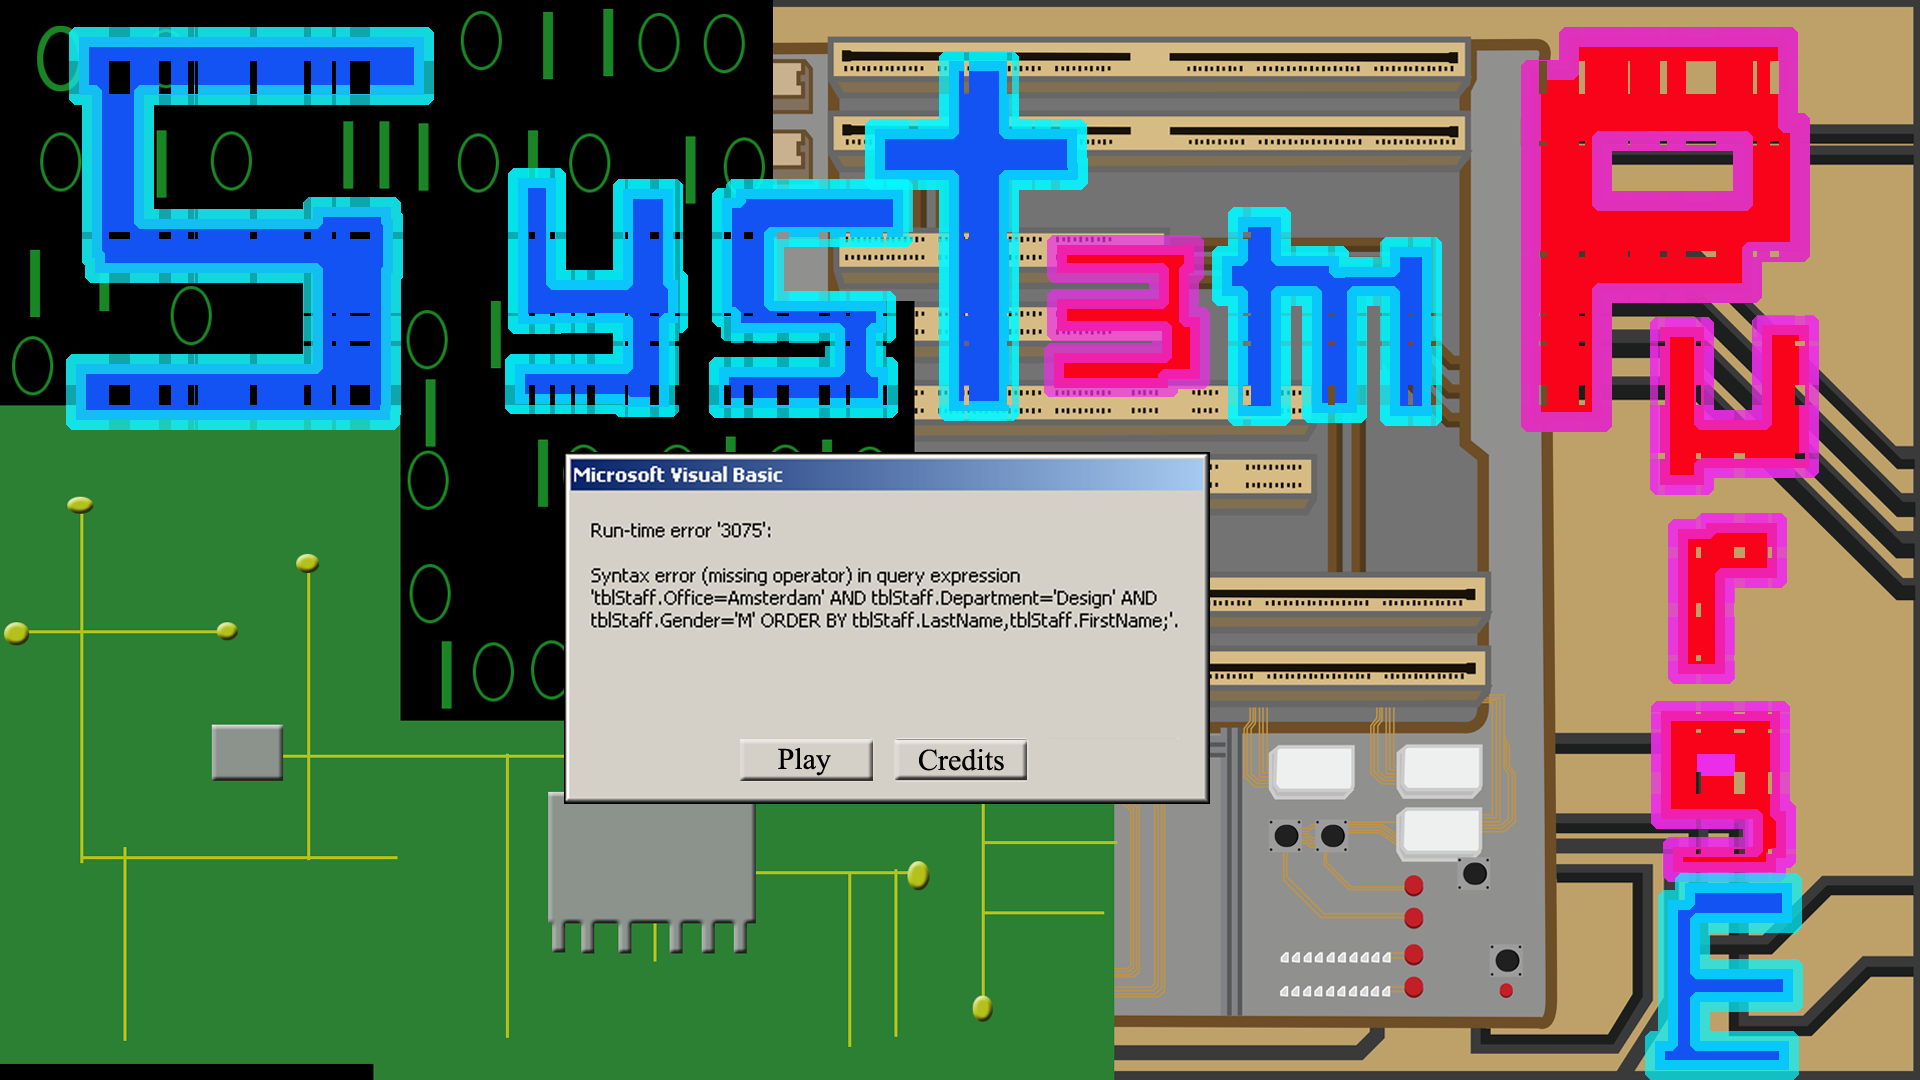 Syst3m
PurgE
Microsoft Visual Basic
Run-time error '3075':
Syntax error (missing operator) in query expression
'tblStaff.Office=Amsterdam' AND tblStaff.Department='Design' AND
tblStaff.Gender='M' ORDER BY tblStaff.LastName,tblStaff.FirstName;'.
Play
Credits